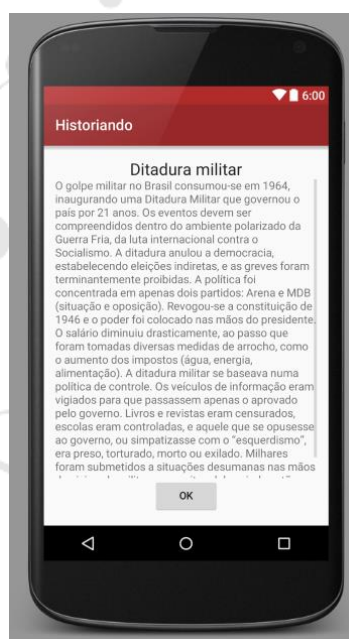 6:00
Historiando
Ditadura militar
O golpe militar no Brasil consumou-se em 1964,
inaugurando uma Ditadura Militar que governou o
país por 21 anos. Os eventos devem ser
compreendidos dentro do ambiente polarizado da
Guerra Fria, da luta internacional contra o
Socialismo. A ditadura anulou a democracia,
estabelecendo eleições indiretas, e as greves foram
terminantemente proibidas. A política foi
concentrada em apenas dois partidos: Arena e MDB
(situação e oposição). Revogou-se a constituição de
1946 e o poder foi colocado nas mãos do presidente.
O salário diminuiu drasticamente, ao passo que
foram tomadas diversas medidas de arrocho, como
o aumento dos impostos (água, energia,
alimentação). A ditadura militar se baseava numa
política de controle. Os veículos de informação eram
vigiados para que passassem apenas o aprovado
pelo governo. Livros e revistas eram censurados,
escolas eram controladas, e aquele que se opusesse
ao governo, ou simpatizasse com o "esquerdismo",
era preso, torturado, morto ou exilado. Milhares
foram submetidos a situações desumanas nas mãos
OK